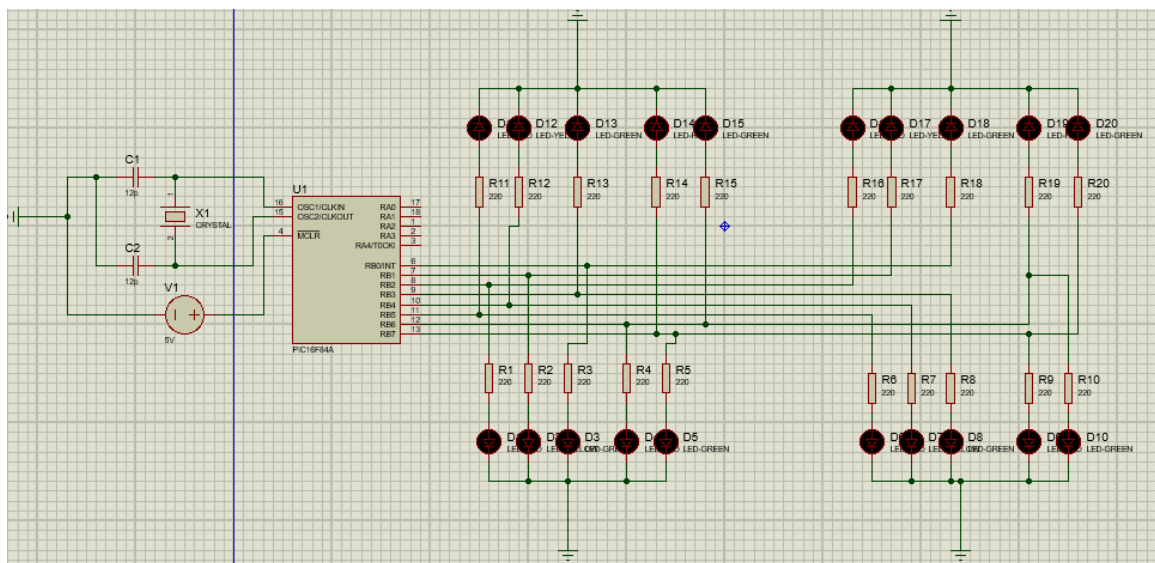 C1
12p
X1
CRYSTAL
C2
12p
V1
5V
1
2
U1
16
15
4
OSC1/CLKIN
OSC2/CLKOUT
MCLR
RA0
RA1
RA2
RA3
RA4/T0CKI
RB0/INT
RB1
RB2
RB3
RB4
RB5
RB6
RB7
17
18
1
2
3
6
7
8
9
10
11
12
13
PIC16F84A
D12
D13
LED-GREEN
D15
LED-GREEN
D17
D18
LED-GREEN
D20
LED-GREEN
R11
220
R12
220
R13
220
R14
220
R15
220
R16
220
R17
220
R18
220
R19
220
R20
220
R1
220
R2
220
R3
220
R4
220
R5
220
R6
220
R7
220
R8
220
R9
220
R10
220
D3
D5
LED-GREEN
D8
LED-GREEN
D10
LED-GREEN